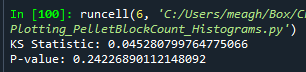 In [100]: runcell(6, 'C:/Users/meagh/Box/C
Plotting_PelletBlockCount_Histograms.py')
KS Statistic: 0.045280799764775066
P-value: 0.24226890112148092